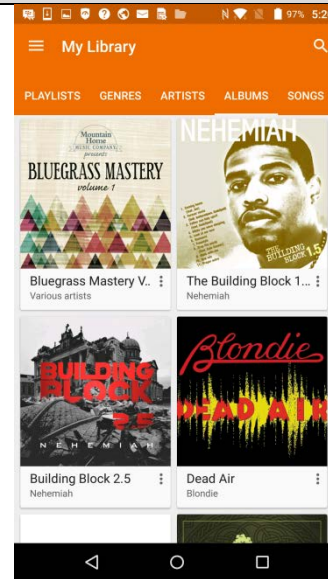 97% 5:2
My Library
PLAYLISTS GENRES ARTISTS ALBUMS SONGS
Mountain
Home
MUSIC COMPANY
presents
BLUEGRASS MASTERY
volume 1
NEHEMIAH
THE
BUILDING
BLOCK 1.5
Bluegrass Mastery V..
Various artists
The Building Block 1...
Nehemiah
BUILDING
BLOCK
2.5
NEHEMIAH
Blondie
DEAD AIR
Building Block 2.5
Nehemiah
Dead Air
Blondie